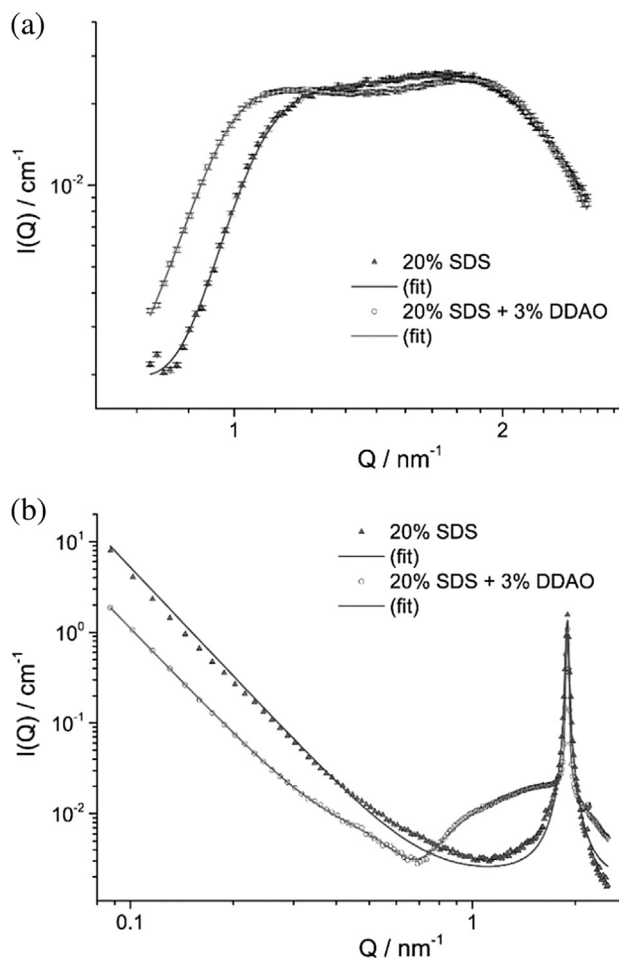 (a)
I(Q) / cm⁻¹
10⁻²
▲ 20% SDS
— (fit)
○ 20% SDS + 3% DDAO
— (fit)
1 2
Q / nm⁻¹
(b)
I(Q) / cm⁻¹
10¹
10⁰
10⁻¹
10⁻²
▲ 20% SDS
— (fit)
○ 20% SDS + 3% DDAO
— (fit)
0.1 1
Q / nm⁻¹